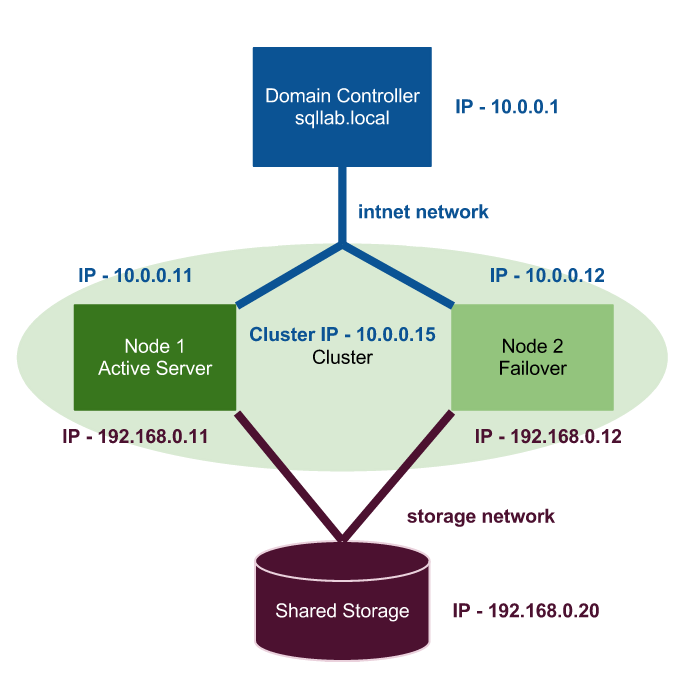 Domain Controller
sqllab.local
IP - 10.0.0.1
intnet network
IP - 10.0.0.11
IP - 10.0.0.12
Node 1
Active Server
Cluster IP - 10.0.0.15
Cluster
Node 2
Failover
IP - 192.168.0.11
IP - 192.168.0.12
storage network
Shared Storage
IP - 192.168.0.20